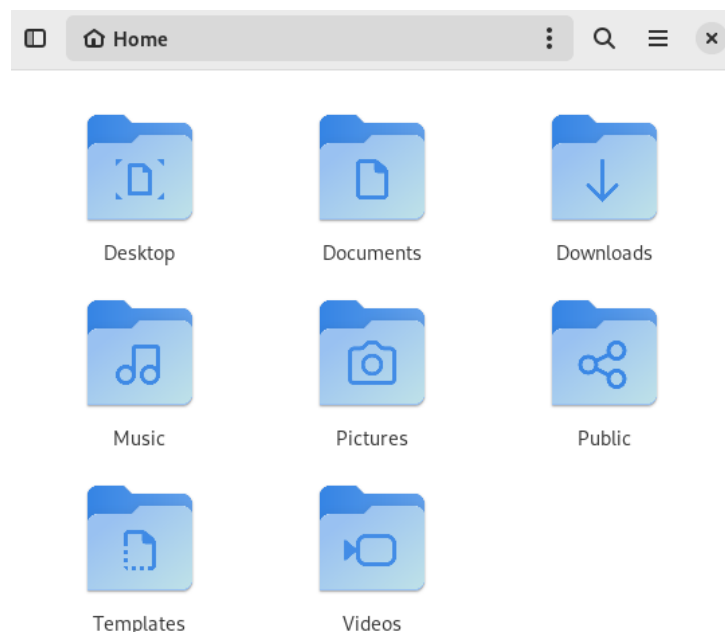 Home
Desktop Documents Downloads
Music Pictures Public
Templates Videos